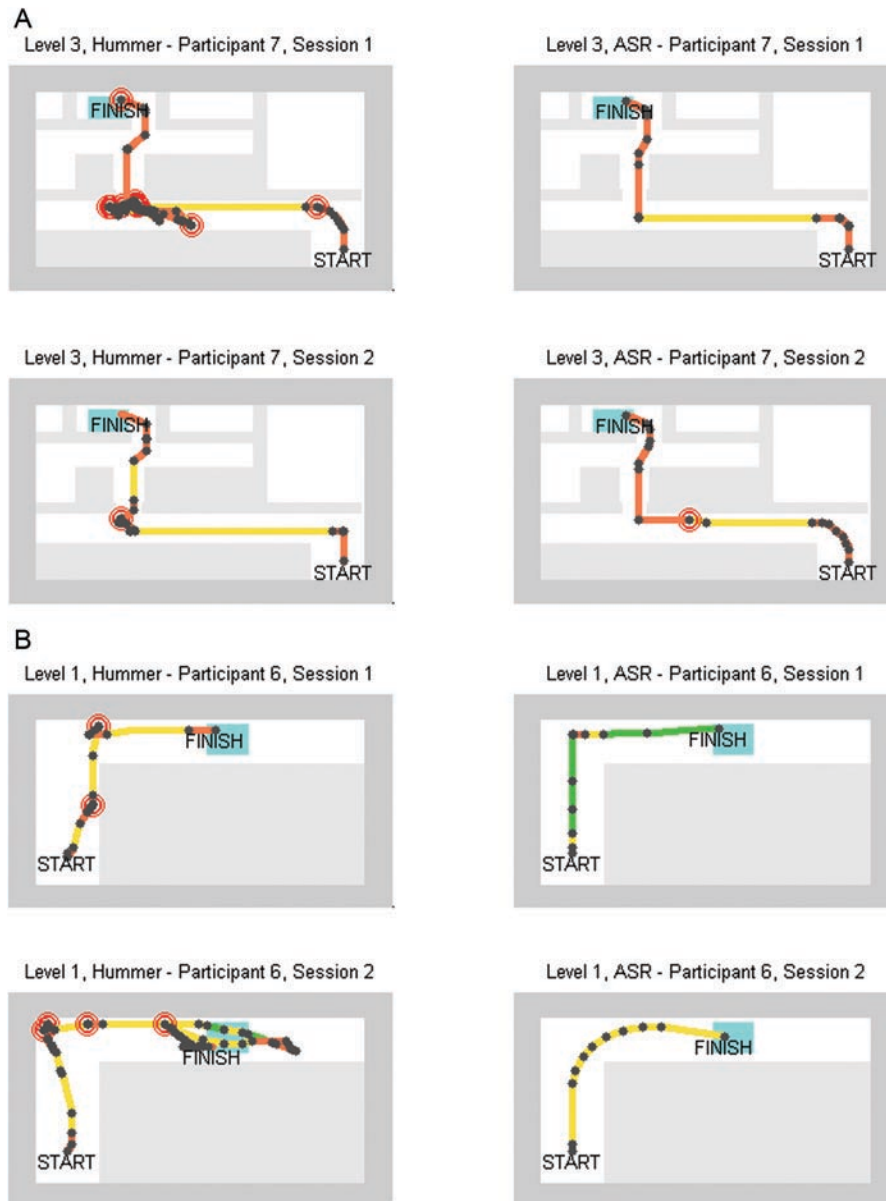 A
Level 3, Hummer - Participant 7, Session 1
Level 3, ASR - Participant 7, Session 1
FINISH
START
FINISH
START
Level 3, Hummer - Participant 7, Session 2
Level 3, ASR - Participant 7, Session 2
FINISH
START
FINISH
START
B
Level 1, Hummer - Participant 6, Session 1
Level 1, ASR - Participant 6, Session 1
FINISH
START
FINISH
START
Level 1, Hummer - Participant 6, Session 2
Level 1, ASR - Participant 6, Session 2
FINISH
START
FINISH
START